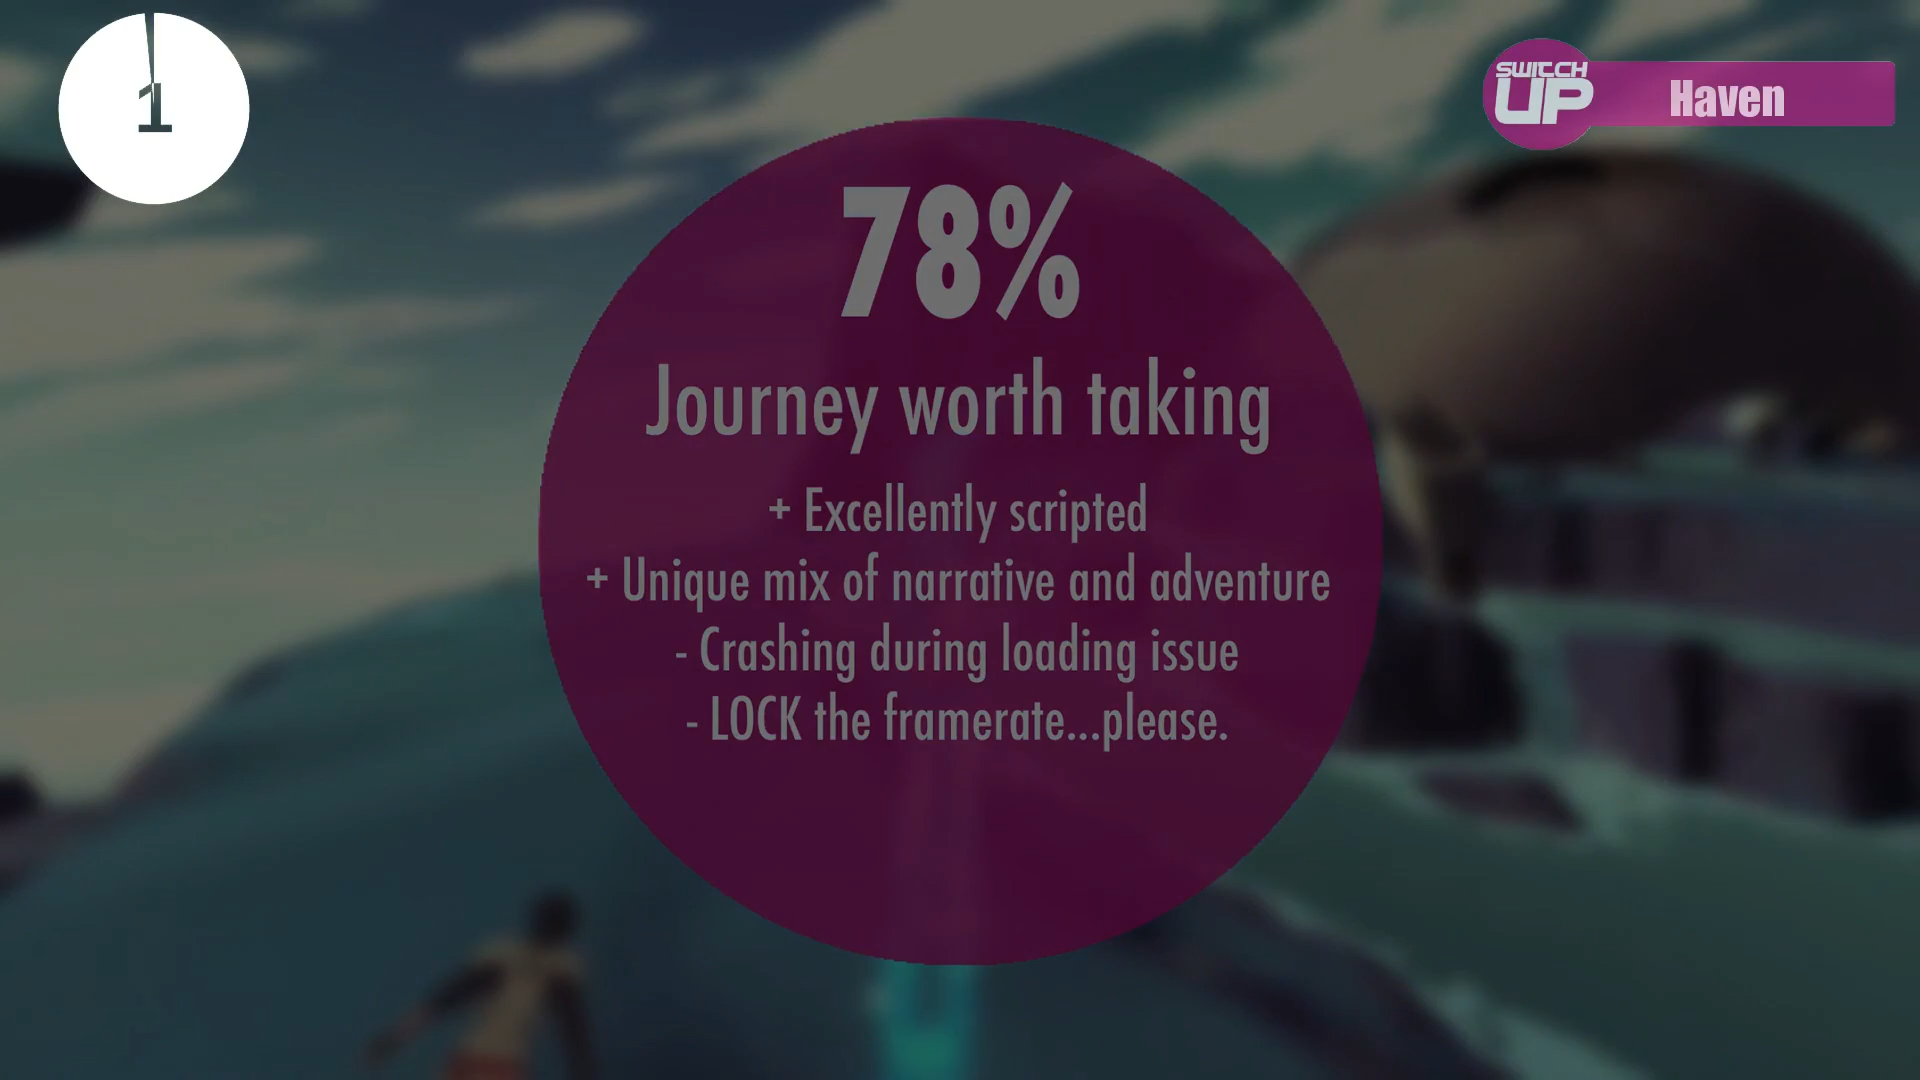 1
SWITCH
UP
Haven
78%
Journey worth taking
+ Excellently scripted
+ Unique mix of narrative and adventure
- Crashing during loading issue
- LOCK the framerate...please.